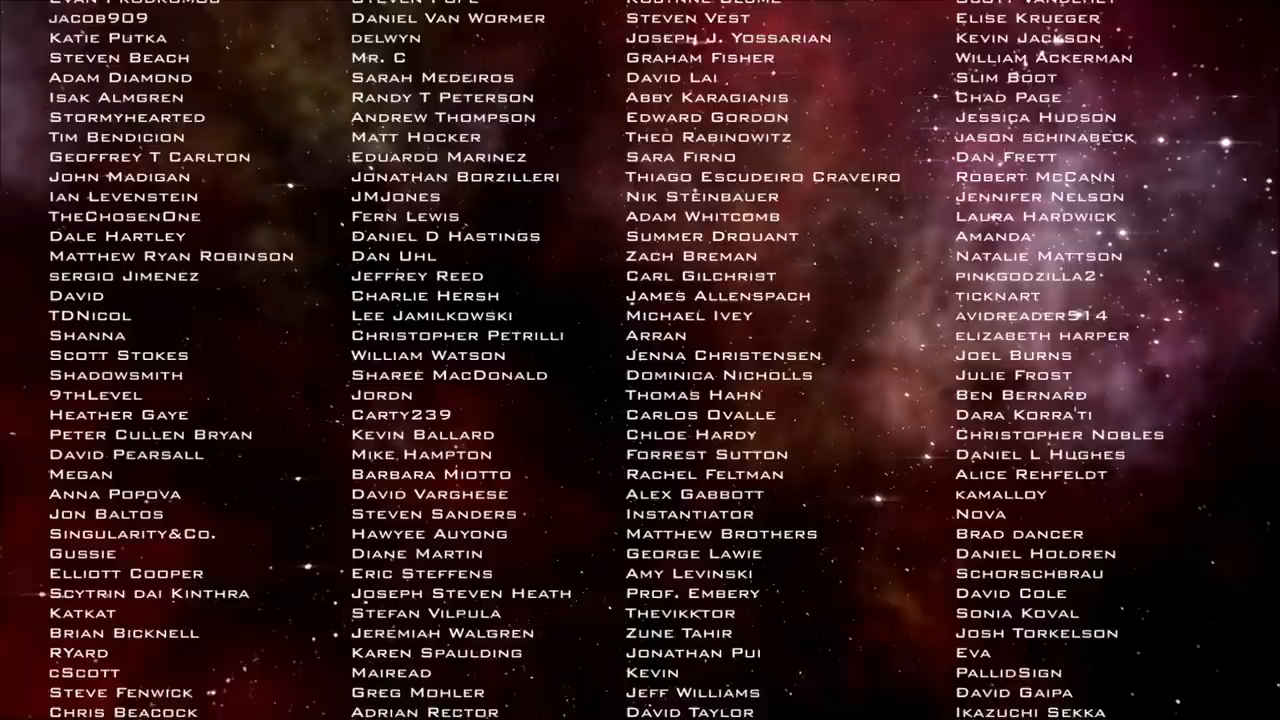 JACOB909
KATIE PUTKA
STEVEN BEACH
ADAM DIAMOND
ISAK ALMGREN
STORMYHEARTED
TIM BENDICION
GEOFFREY T CARLTON
JOHN MADIGAN
IAN LEVENSTEIN
THECHOSENONE
DALE HARTLEY
MATTHEW RYAN ROBINSON
SERGIO JIMENEZ
DAVID
TDNICOL
SHANNA
SCOTT STOKES
SHADOWSMITH
9THLEVEL
HEATHER GAYE
PETER CULLEN BRYAN
DAVID PEARSALL
MEGAN
ANNA POPOVA
JON BALTOS
SINGULARITY&CO.
GUSSIE
ELLIOTT COOPER
SCYTRIN DAI KINTHRA
KATKAT
BRIAN BICKNELL
RYARD
CSCOTT
STEVE FENWICK
CHRIS BEACOCK
DANIEL VAN WORMER
DELWYN
MR. C
SARAH MEDEIROS
RANDY T PETERSON
ANDREW THOMPSON
MATT HOCKER
EDUARDO MARINEZ
JONATHAN BORZILLERI
JMJONES
FERN LEWIS
DANIEL D HASTINGS
DAN UHL
JEFFREY REED
CHARLIE HERSH
LEE JAMILKOWSKI
CHRISTOPHER PETRILLI
WILLIAM WATSON
SHAREE MACDONALD
JORDN
CARTY239
KEVIN BALLARD
MIKE HAMPTON
BARBARA MIOTTO
DAVID VARGHESE
STEVEN SANDERS
HAWYEE AUYONG
DIANE MARTIN
ERIC STEFFENS
JOSEPH STEVEN HEATH
STEFAN VILPULA
JEREMIAH WALGREN
KAREN SPAULDING
MAIREAD
GREG MOHLER
ADRIAN RECTOR
STEVEN VEST
JOSEPH J. YOSSARIAN
GRAHAM FISHER
DAVID LAI
ABBY KARAGIANIS
EDWARD GORDON
THEO RABINOWITZ
SARA FIRNO
THIAGO ESCUDEIRO CRAVEIRO
NIK STEINBAUER
ADAM WHITCOMB
SUMMER DROUANT
ZACH BREMAN
CARL GILCHRIST
JAMES ALLENSPACH
MICHAEL IVEY
ARRAN
JENNA CHRISTENSEN
DOMINICA NICHOLLS
THOMAS HAHN
CARLOS OVALLE
CHLOE HARDY
FORREST SUTTON
RACHEL FELTMAN
ALEX GABBOTT
INSTANTIATOR
MATTHEW BROTHERS
GEORGE LAWIE
AMY LEVINSKI
PROF. EMBERY
THEVIKKTOR
ZUNE TAHIR
JONATHAN PUI
KEVIN
JEFF WILLIAMS
DAVID TAYLOR
ELISE KRUEGER
KEVIN JACKSON
WILLIAM ACKERMAN
SLIM BOOT
CHAD PAGE
JESSICA HUDSON
JASON SCHINABECK
DAN FRETT
ROBERT MCCANN
JENNIFER NELSON
LAURA HARDWICK
AMANDA
NATALIE MATTSON
PINKGODZILLA2
TICKNART
AVIDREADER514
ELIZABETH HARPER
JOEL BURNS
JULIE FROST
BEN BERNARD
DARA KORRA'TI
CHRISTOPHER NOBLES
DANIEL L HUGHES
ALICE REHFELDT
KAMALLOY
NOVA
BRAD DANCER
DANIEL HOLDREN
SCHORSCHBRAU
DAVID COLE
SONIA KOVAL
JOSH TORKELSON
EVA
PALLIDSIGN
DAVID GAIPA
IKAZUCHI SEKKA